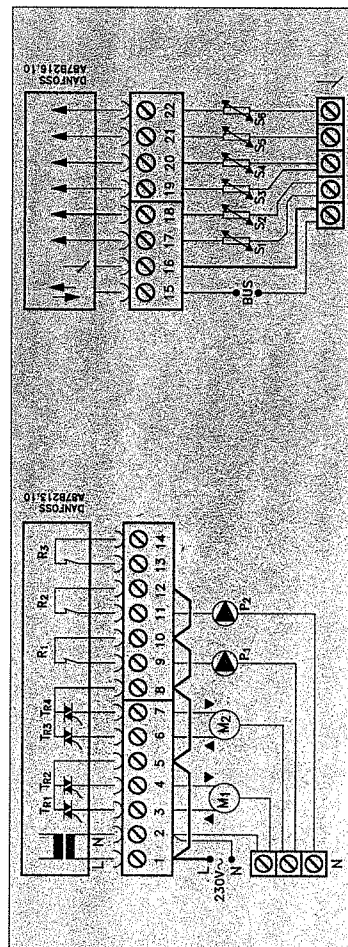 DANFOSS
A87B216.10
15 16 17 18 19 20 21 22
BUS S1 S2 S3 S4 S5 S6
DANFOSS
A87B213.10
L N TR1 TR2 TR3 TR4 R1 R2 R3
1 2 3 4 5 6 7 8 9 10 11 12 13 14
L
230V~
N
M1 M2 P1 P2
N